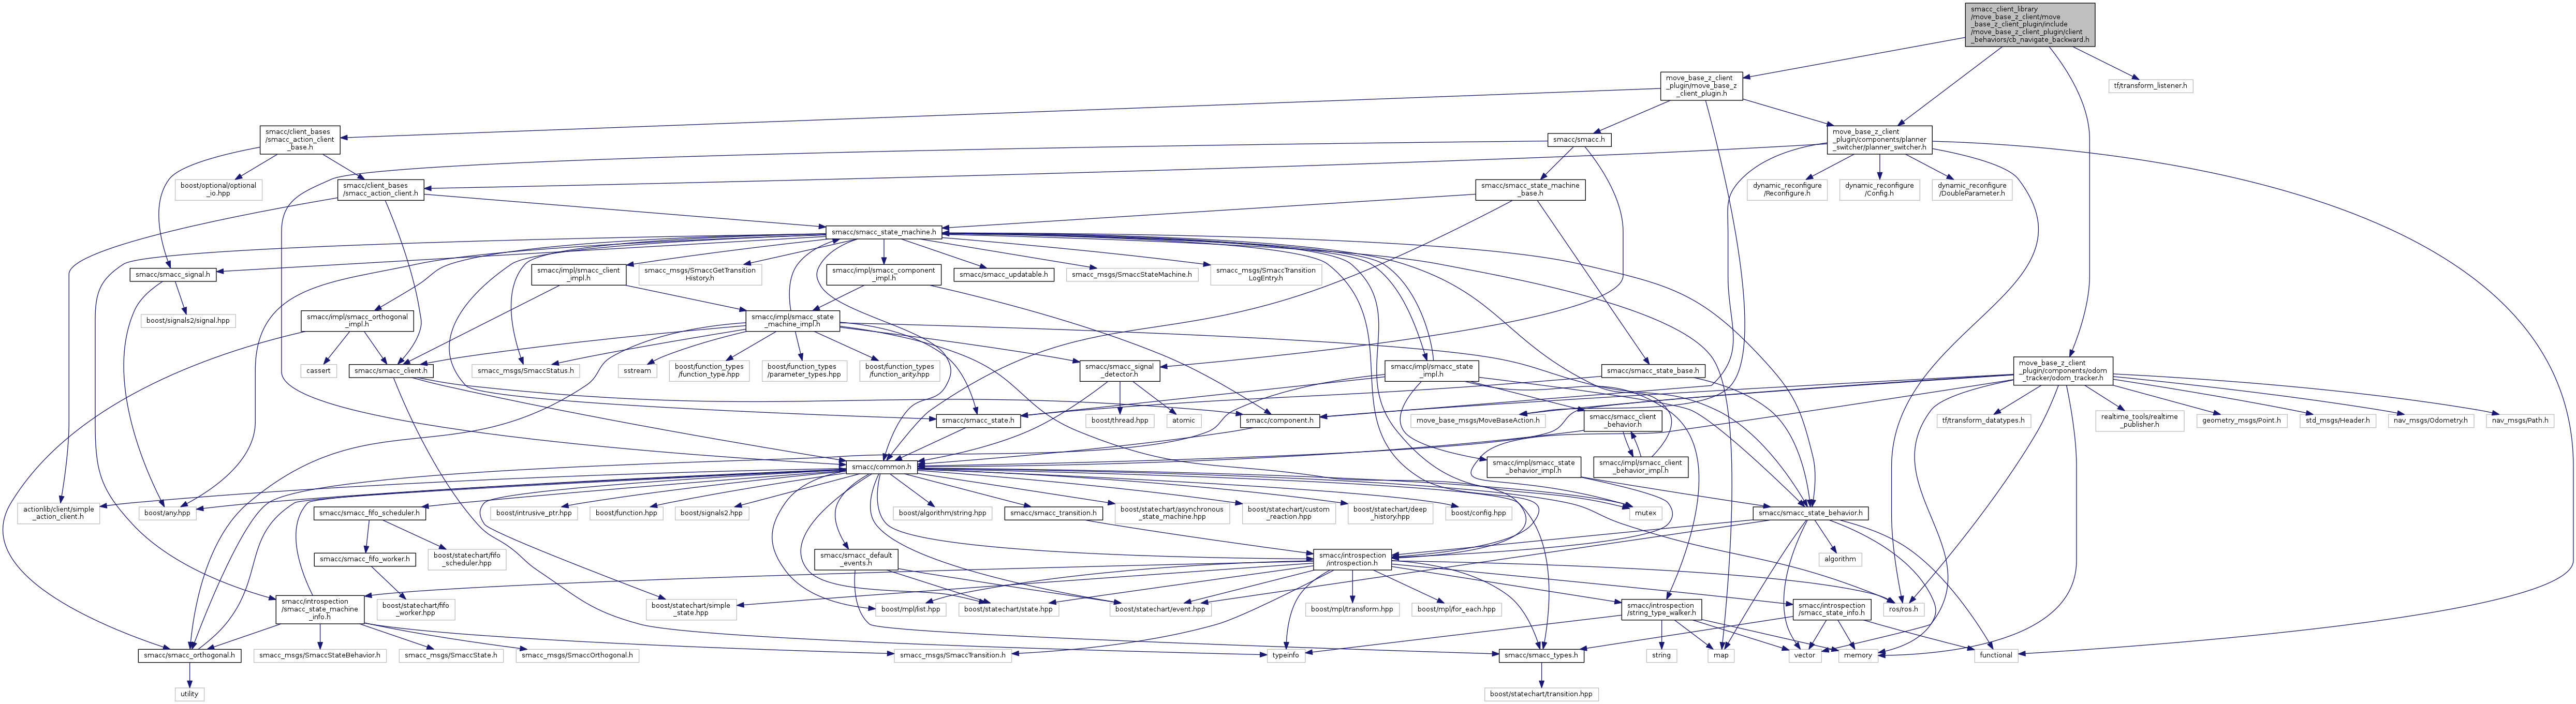 smacc_client_library
/move_base_z_client/move
_base_z_client_plugin/include
/move_base_z_client_plugin/client
_behaviors/cb_navigate_backward.h
move_base_z_client
_plugin/move_base_z
_client_plugin.h
tf/transform_listener.h
smacc/client_bases
/smacc_action_client
_base.h
smacc/smacc.h
move_base_z_client
_plugin/components/planner
_switcher/planner_switcher.h
boost/optional/optional
_io.hpp
smacc/client_bases
/smacc_action_client.h
smacc/smacc_state_machine
_base.h
dynamic_reconfigure
/Reconfigure.h
dynamic_reconfigure
/Config.h
dynamic_reconfigure
/DoubleParameter.h
smacc/smacc_state_machine.h
smacc/smacc_signal.h
smacc/impl/smacc_client
_impl.h
smacc_msgs/SmaccGetTransition
History.h
smacc/impl/smacc_component
_impl.h
smacc/smacc_updatable.h
smacc_msgs/SmaccStateMachine.h
smacc_msgs/SmaccTransition
LogEntry.h
boost/signals2/signal.hpp
smacc/impl/smacc_orthogonal
_impl.h
smacc/impl/smacc_state
_machine_impl.h
cassert
smacc/smacc_client.h
smacc_msgs/SmaccStatus.h
sstream
boost/function_types
/function_type.hpp
boost/function_types
/parameter_types.hpp
boost/function_types
/function_arity.hpp
smacc/smacc_signal
_detector.h
smacc/impl/smacc_state
_impl.h
smacc/smacc_state_base.h
move_base_z_client
_plugin/components/odom
_tracker/odom_tracker.h
smacc/smacc_state.h
boost/thread.hpp
atomic
smacc/component.h
move_base_msgs/MoveBaseAction.h
smacc/smacc_client
_behavior.h
tf/transform_datatypes.h
realtime_tools/realtime
_publisher.h
geometry_msgs/Point.h
std_msgs/Header.h
nav_msgs/Odometry.h
nav_msgs/Path.h
smacc/common.h
smacc/impl/smacc_state
_behavior_impl.h
smacc/impl/smacc_client
_behavior_impl.h
actionlib/client/simple
_action_client.h
boost/any.hpp
smacc/smacc_fifo_scheduler.h
boost/intrusive_ptr.hpp
boost/function.hpp
boost/signals2.hpp
boost/algorithm/string.hpp
smacc/smacc_transition.h
boost/statechart/asynchronous
_state_machine.hpp
boost/statechart/custom
_reaction.hpp
boost/statechart/deep
_history.hpp
boost/config.hpp
mutex
smacc/smacc_state_behavior.h
smacc/smacc_fifo_worker.h
boost/statechart/fifo
_scheduler.hpp
smacc/smacc_default
_events.h
smacc/introspection
/introspection.h
algorithm
smacc/introspection
/smacc_state_machine
_info.h
boost/statechart/fifo
_worker.hpp
boost/statechart/simple
_state.hpp
boost/mpl/list.hpp
boost/statechart/state.hpp
boost/statechart/event.hpp
boost/mpl/transform.hpp
boost/mpl/for_each.hpp
smacc/introspection
/string_type_walker.h
smacc/introspection
/smacc_state_info.h
ros/ros.h
smacc/smacc_orthogonal.h
smacc_msgs/SmaccStateBehavior.h
smacc_msgs/SmaccState.h
smacc_msgs/SmaccOrthogonal.h
smacc_msgs/SmaccTransition.h
typeinfo
smacc/smacc_types.h
string
map
vector
memory
functional
utility
boost/statechart/transition.hpp